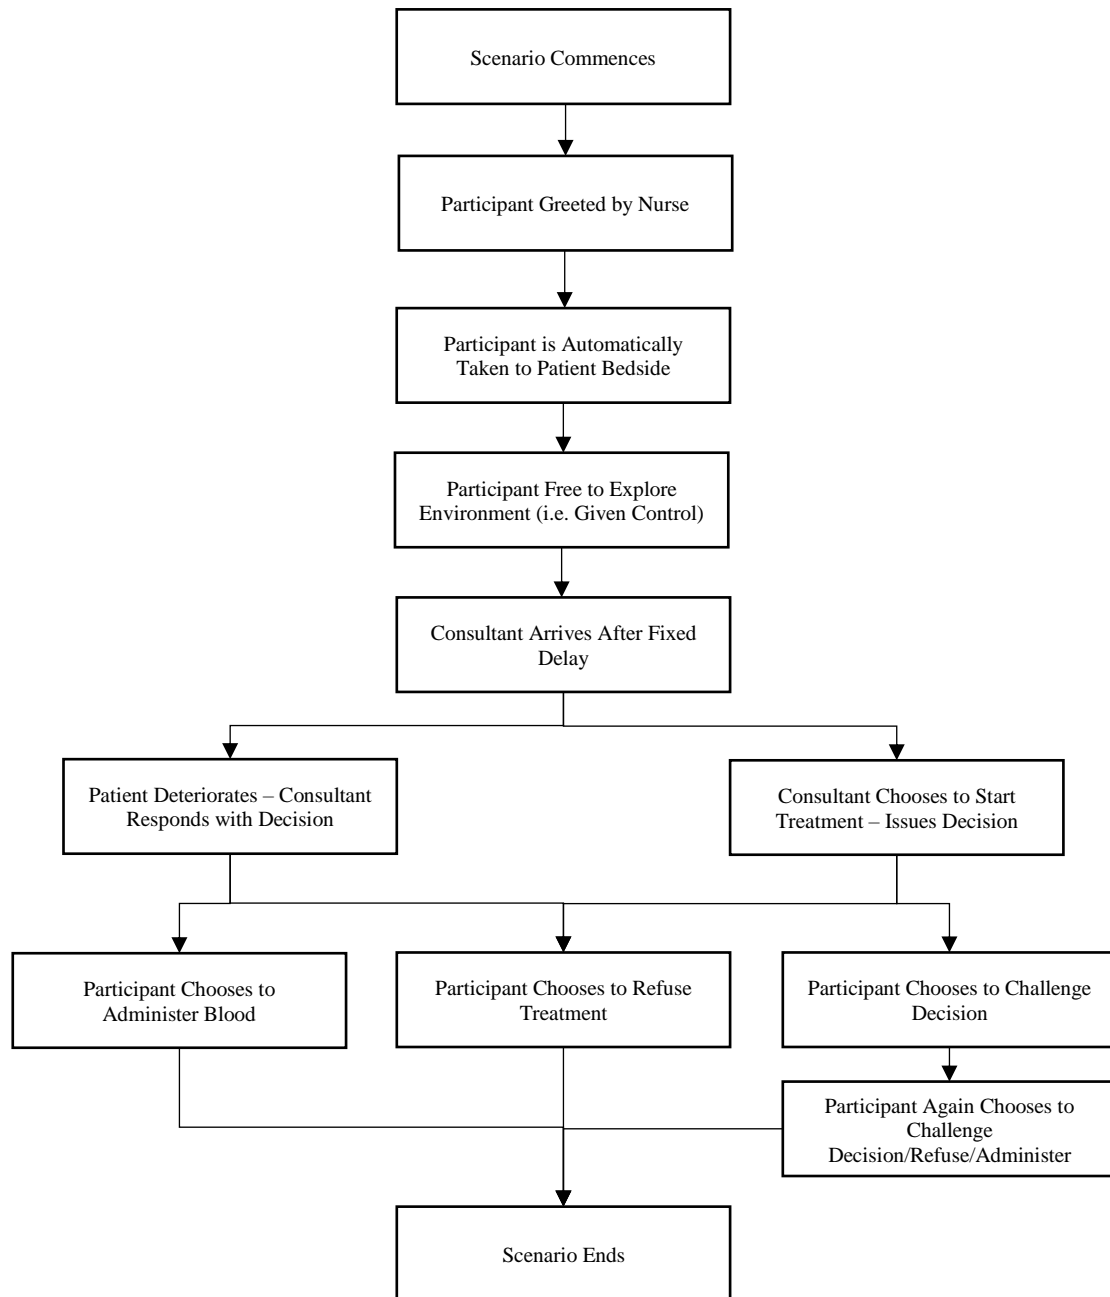 Scenario Commences
Participant Greeted by Nurse
Participant is Automatically
Taken to Patient Bedside
Participant Free to Explore
Environment (i.e. Given Control)
Consultant Arrives After Fixed
Delay
Patient Deteriorates – Consultant
Responds with Decision
Consultant Chooses to Start
Treatment – Issues Decision
Participant Chooses to
Administer Blood
Participant Chooses to Refuse
Treatment
Participant Chooses to Challenge
Decision
Participant Again Chooses to
Challenge
Decision/Refuse/Administer
Scenario Ends